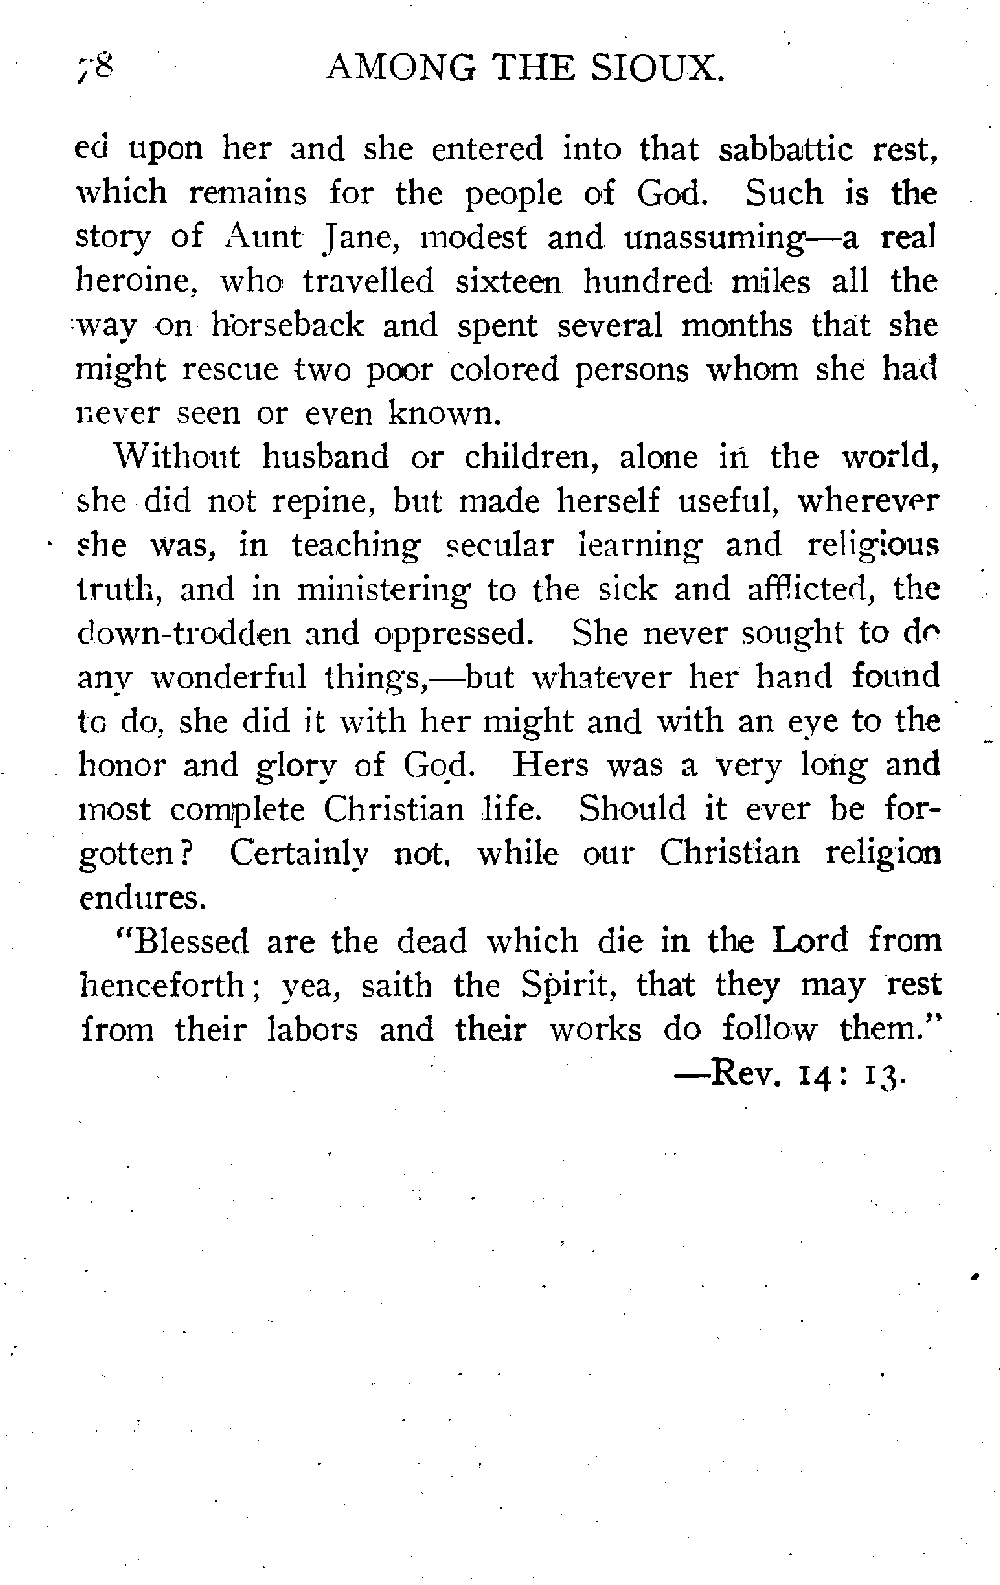 78 AMONG THE SIOUX.
ed upon her and she entered into that sabbattic rest,
which remains for the people of God. Such is the
story of Aunt Jane, modest and unassuming—a real
heroine, who travelled sixteen hundred miles all the
way on horseback and spent several months that she
might rescue two poor colored persons whom she had
never seen or even known.
Without husband or children, alone in the world,
she did not repine, but made herself useful, wherever
she was, in teaching secular learning and religious
truth, and in ministering to the sick and afflicted, the
down-trodden and oppressed. She never sought to do
any wonderful things,—but whatever her hand found
to do, she did it with her might and with an eye to the
honor and glory of God. Hers was a very long and
most complete Christian life. Should it ever be for-
gotten? Certainly not, while our Christian religion
endures.
"Blessed are the dead which die in the Lord from
henceforth; yea, saith the Spirit, that they may rest
from their labors and their works do follow them."
—Rev. 14: 13.